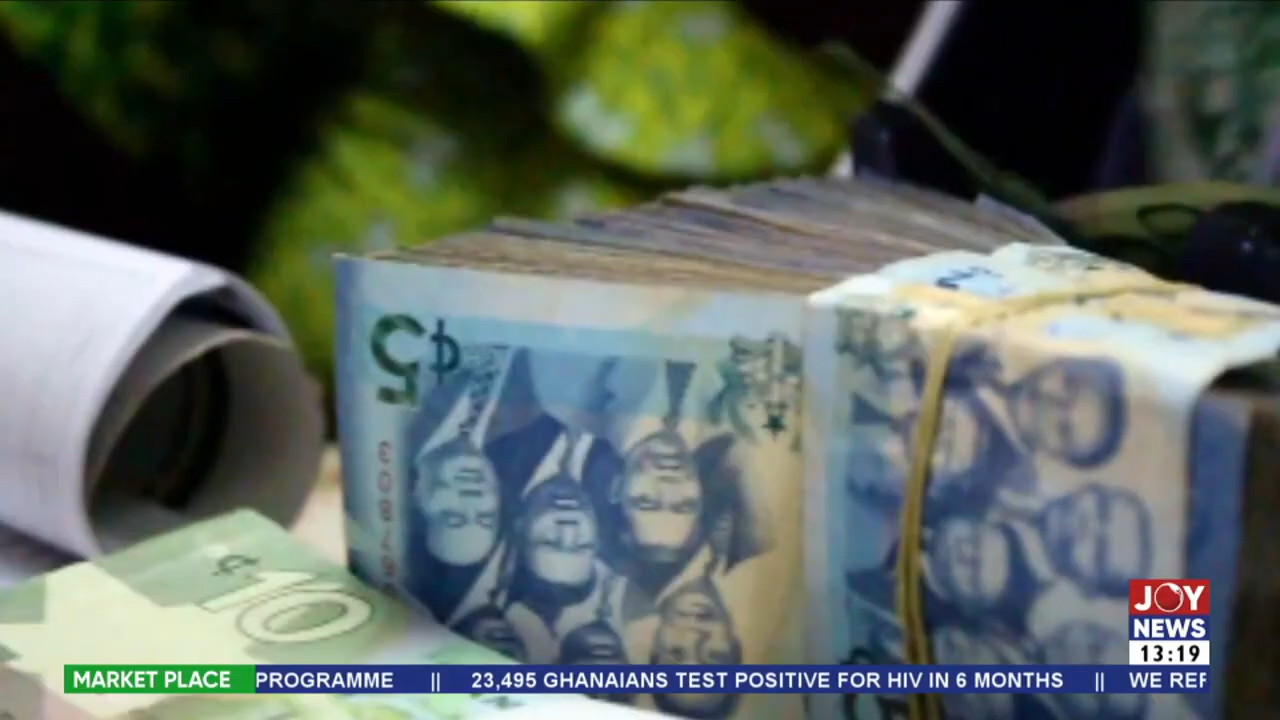 ₵5
₵10
JOY
NEWS
13:19
MARKET PLACE
PROGRAMME || 23,495 GHANAIANS TEST POSITIVE FOR HIV IN 6 MONTHS || WE REF